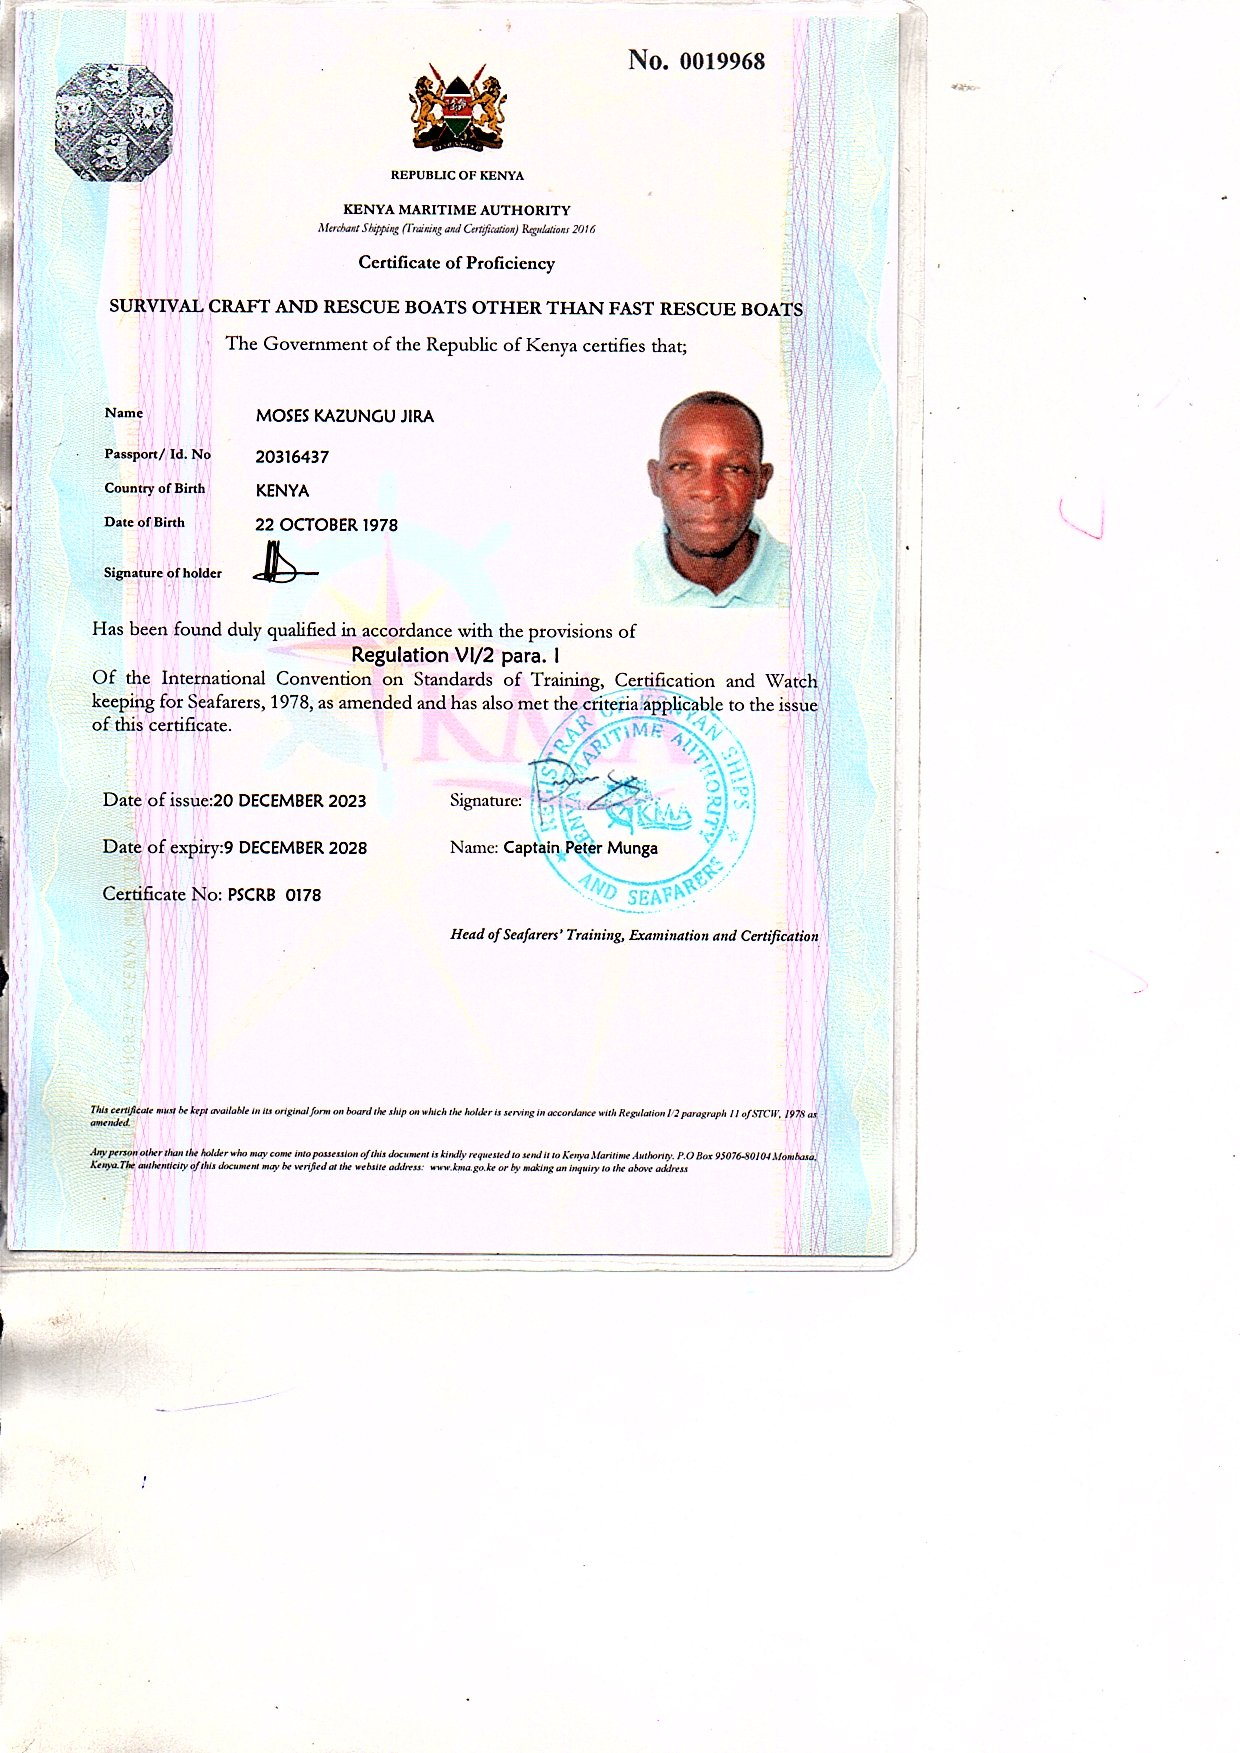 No. 0019968
REPUBLIC OF KENYA
KENYA MARITIME AUTHORITY
Merchant Shipping (Training and Certification) Regulations 2016
Certificate of Proficiency
SURVIVAL CRAFT AND RESCUE BOATS OTHER THAN FAST RESCUE BOATS
The Government of the Republic of Kenya certifies that;
Name MOSES KAZUNGU JIRA
Passport/ Id. No 20316437
Country of Birth KENYA
Date of Birth 22 OCTOBER 1978
Signature of holder
Has been found duly qualified in accordance with the provisions of
Regulation VI/2 para. I
Of the International Convention on Standards of Training, Certification and Watch
keeping for Seafarers, 1978, as amended and has also met the criteria applicable to the issue
of this certificate.
KMA
REGISTRAR OF KENYAN SHIPS
AND SEAFARERS
KENYA MARITIME AUTHORITY
KMA
Date of issue:20 DECEMBER 2023 Signature:
Date of expiry:9 DECEMBER 2028 Name: Captain Peter Munga
Certificate No: PSCRB 0178
Head of Seafarers' Training, Examination and Certification
This certificate must be kept available in its original form on board the ship on which the holder is serving in accordance with Regulation I/2 paragraph 11 of STCW, 1978 as
amended.
Any person other than the holder who may come into possession of this document is kindly requested to send it to Kenya Maritime Authority. P.O Box 95076-80104 Mombasa,
Kenya.The authenticity of this document may be verified at the website address: www.kma.go.ke or by making an inquiry to the above address